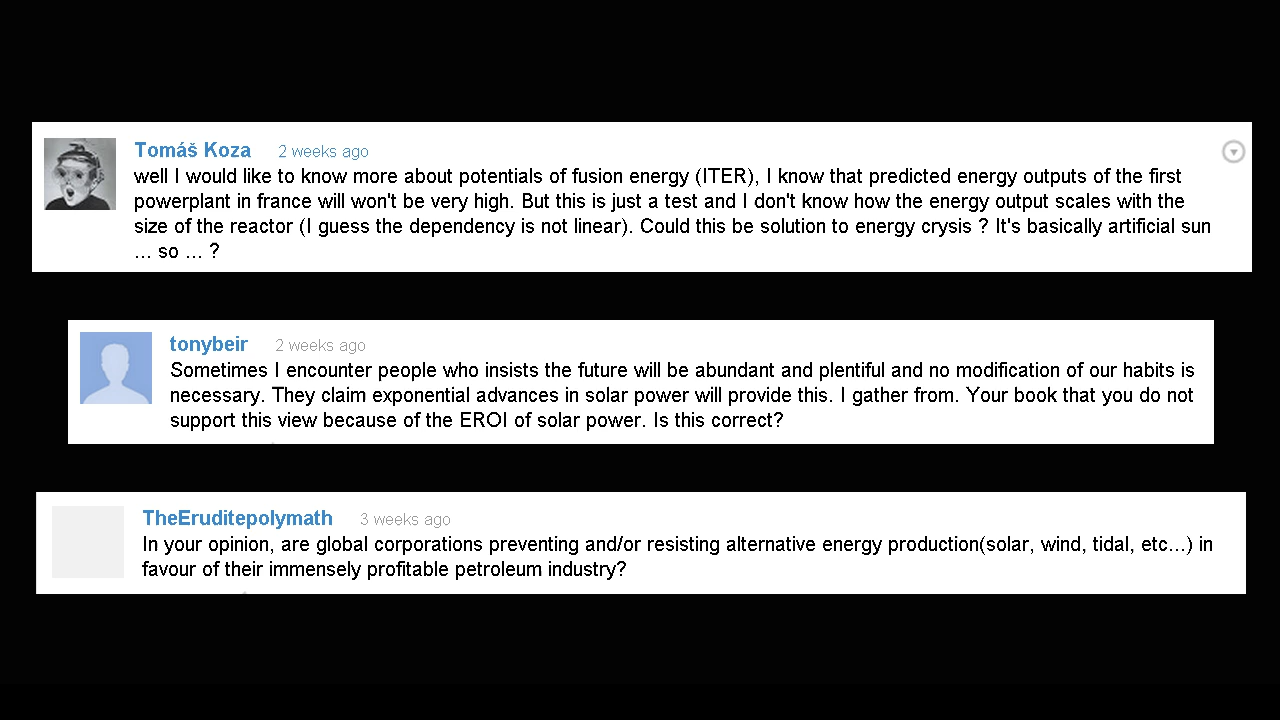 Tomáš Koza 2 weeks ago
well I would like to know more about potentials of fusion energy (ITER), I know that predicted energy outputs of the first
powerplant in france will won't be very high. But this is just a test and I don't know how the energy output scales with the
size of the reactor (I guess the dependency is not linear). Could this be solution to energy crysis ? It's basically artificial sun
... so ... ?
tonybeir 2 weeks ago
Sometimes I encounter people who insists the future will be abundant and plentiful and no modification of our habits is
necessary. They claim exponential advances in solar power will provide this. I gather from. Your book that you do not
support this view because of the EROI of solar power. Is this correct?
TheEruditepolymath 3 weeks ago
In your opinion, are global corporations preventing and/or resisting alternative energy production(solar, wind, tidal, etc...) in
favour of their immensely profitable petroleum industry?